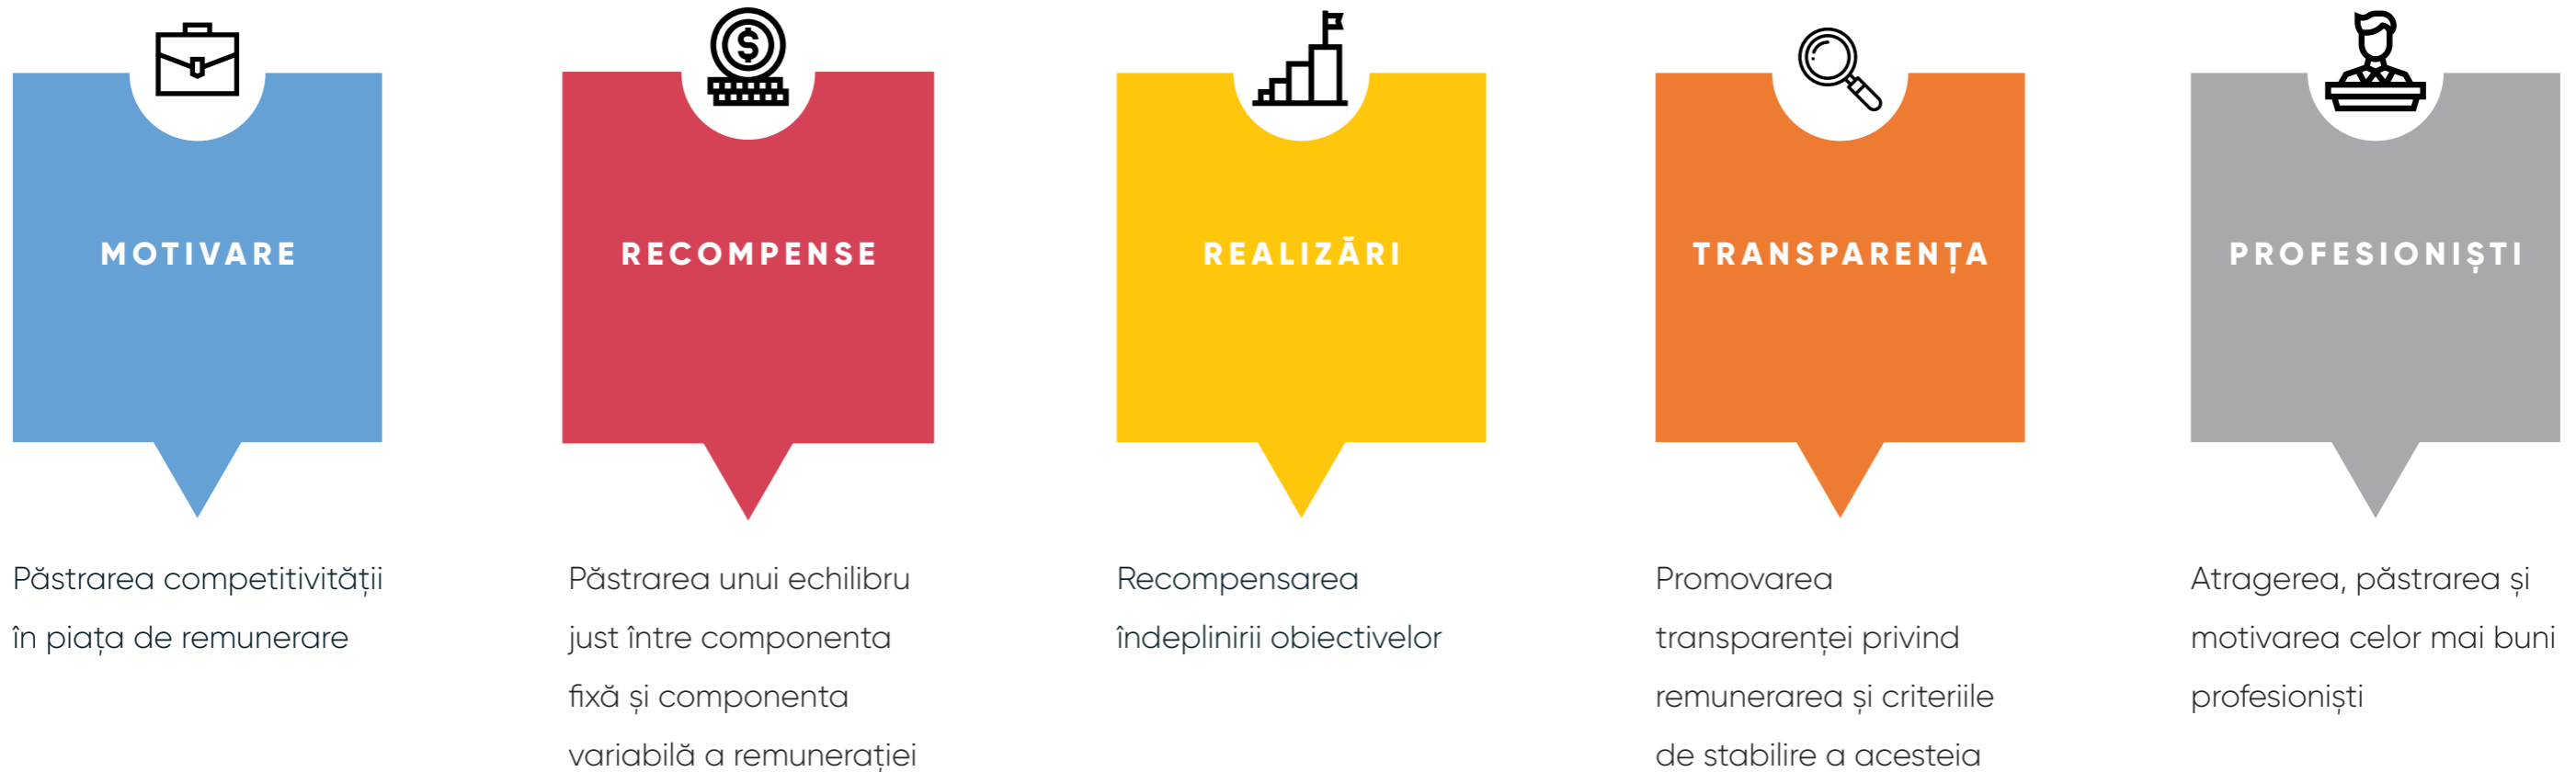 MOTIVARE
Păstrarea competitivității
în piața de remunerare
RECOMPENSE
Păstrarea unui echilibru
just între componenta
fixă și componenta
variabilă a remunerației
REALIZĂRI
Recompensarea
îndeplinirii obiectivelor
TRANSPARENȚA
Promovarea
transparenței privind
remunerarea și criteriile
de stabilire a acesteia
PROFESIONIȘTI
Atragerea, păstrarea și
motivarea celor mai buni
profesioniști